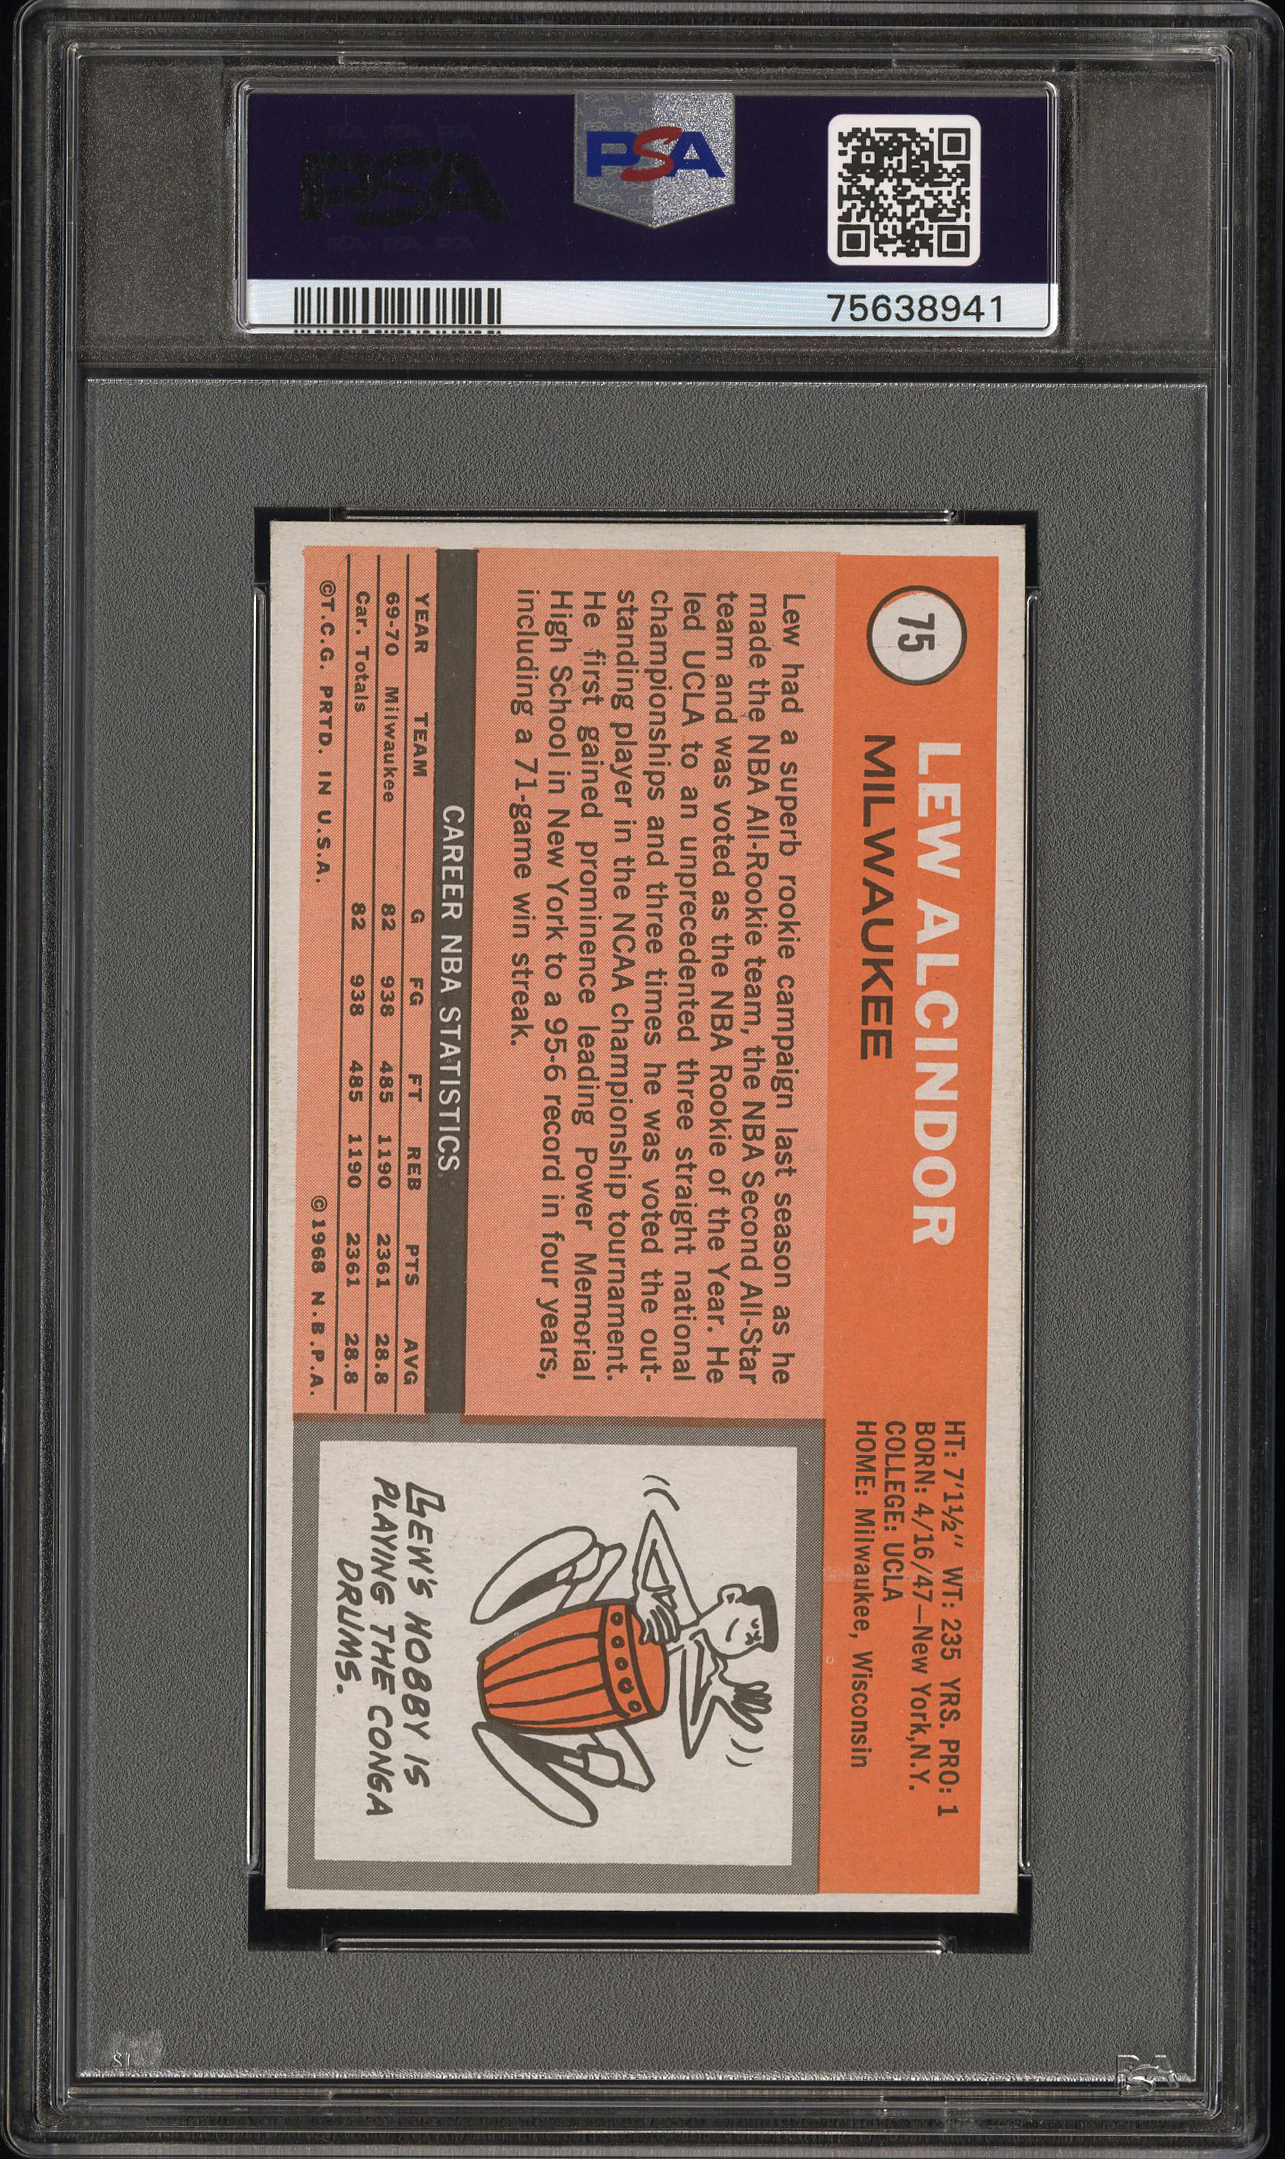 PSA
PSA
75638941
75
LEW ALCINDOR
MILWAUKEE
HT: 7'1½" WT: 235 YRS. PRO: 1
BORN: 4/16/47—New York,N.Y.
COLLEGE: UCLA
HOME: Milwaukee, Wisconsin
Lew had a superb rookie campaign last season as he
made the NBA All-Rookie team, the NBA Second All-Star
team and was voted as the NBA Rookie of the Year. He
led UCLA to an unprecedented three straight national
championships and three times he was voted the out-
standing player in the NCAA championship tournament.
He first gained prominence leading Power Memorial
High School in New York to a 95-6 record in four years,
including a 71-game win streak.
CAREER NBA STATISTICS
YEAR TEAM G FG FT REB PTS AVG
69-70 Milwaukee 82 938 485 1190 2361 28.8
Car. Totals 82 938 485 1190 2361 28.8
©T.C.G. PRTD. IN U.S.A. ©1968 N.B.P.A.
LEW'S HOBBY IS
PLAYING THE CONGA
DRUMS.
PSA